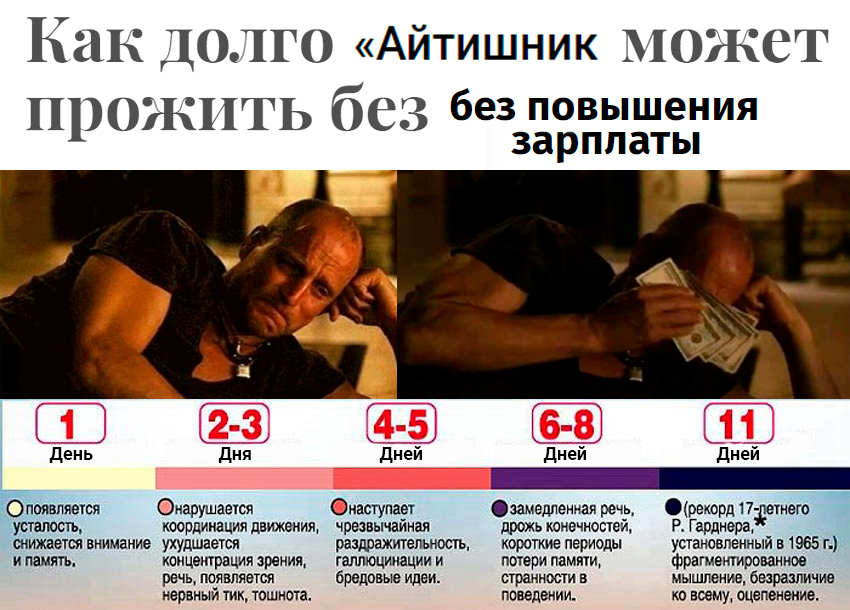 Как долго «Айтишник может
прожить без без повышения
зарплаты
1 2-3 4-5 6-8 11
День Дня Дней Дней Дней
появляется
усталость,
снижается внимание
и память.
нарушается
координация движения,
ухудшается
концентрация зрения,
речь, появляется
нервный тик, тошнота.
наступает
чрезвычайная
раздражительность,
галлюцинации и
бредовые идеи.
замедленная речь,
дрожь конечностей,
короткие периоды
потери памяти,
странности в
поведении.
(рекорд 17-летнего
Р. Гарднера,*
установленный в 1965 г.)
фрагментированное
мышление, безразличие
ко всему, оцепенение.